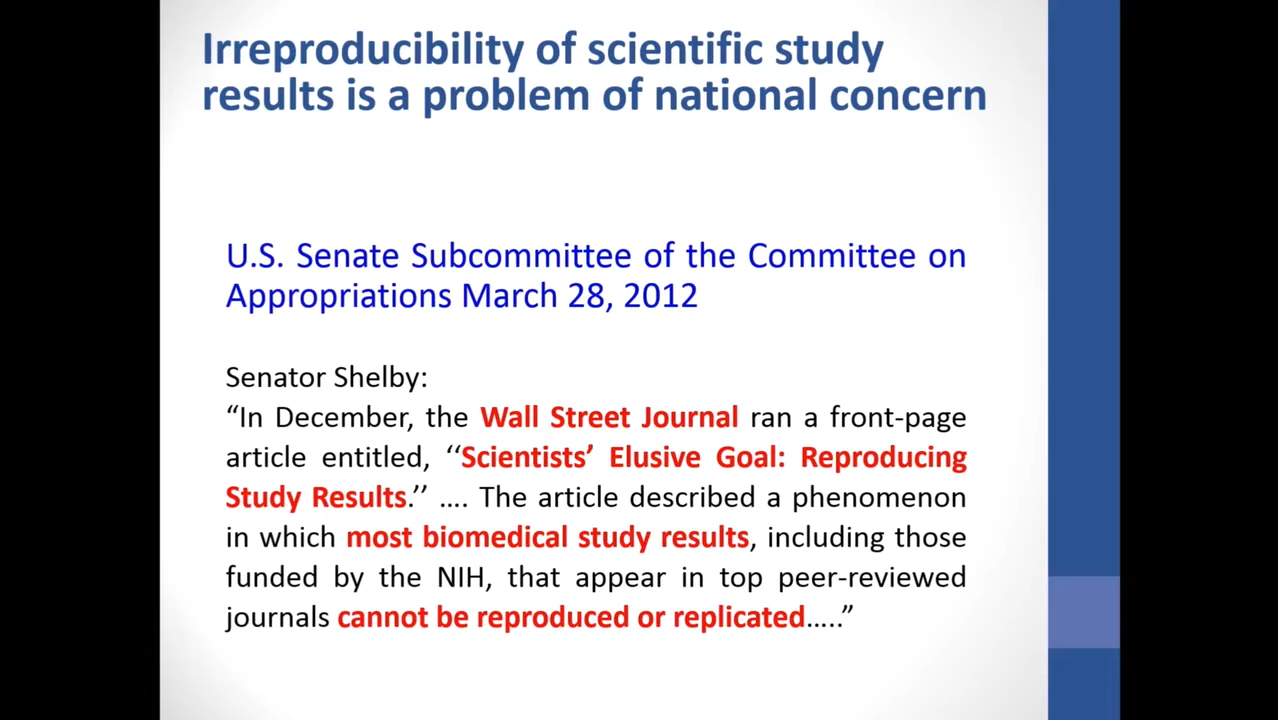 Irreproducibility of scientific study
results is a problem of national concern
U.S. Senate Subcommittee of the Committee on
Appropriations March 28, 2012
Senator Shelby:
“In December, the Wall Street Journal ran a front-page
article entitled, ‘‘Scientists’ Elusive Goal: Reproducing
Study Results.’’ …. The article described a phenomenon
in which most biomedical study results, including those
funded by the NIH, that appear in top peer-reviewed
journals cannot be reproduced or replicated…..”